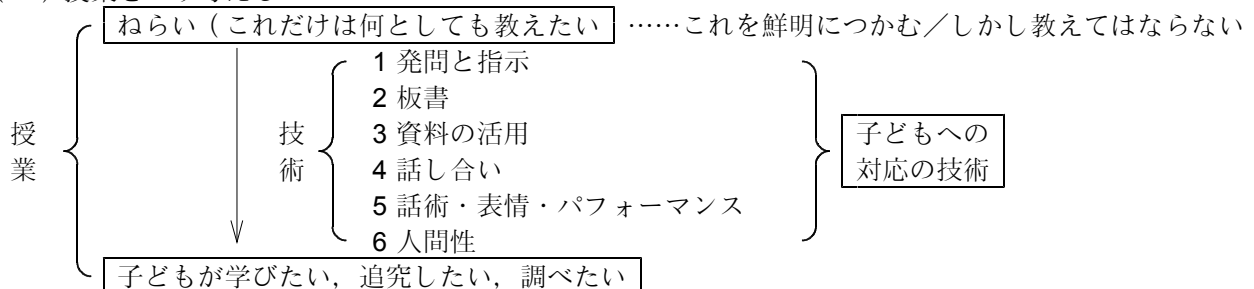 ねらい（これだけは何としても教えたい ……これを鮮明につかむ／しかし教えてはならない
授業
技術
1 発問と指示
2 板書
3 資料の活用
4 話し合い
5 話術・表情・パフォーマンス
6 人間性
子どもへの
対応の技術
子どもが学びたい，追究したい，調べたい